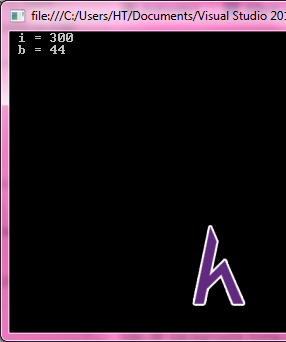 file:///C:/Users/HT/Documents/Visual Studio 201
i = 300
b = 44